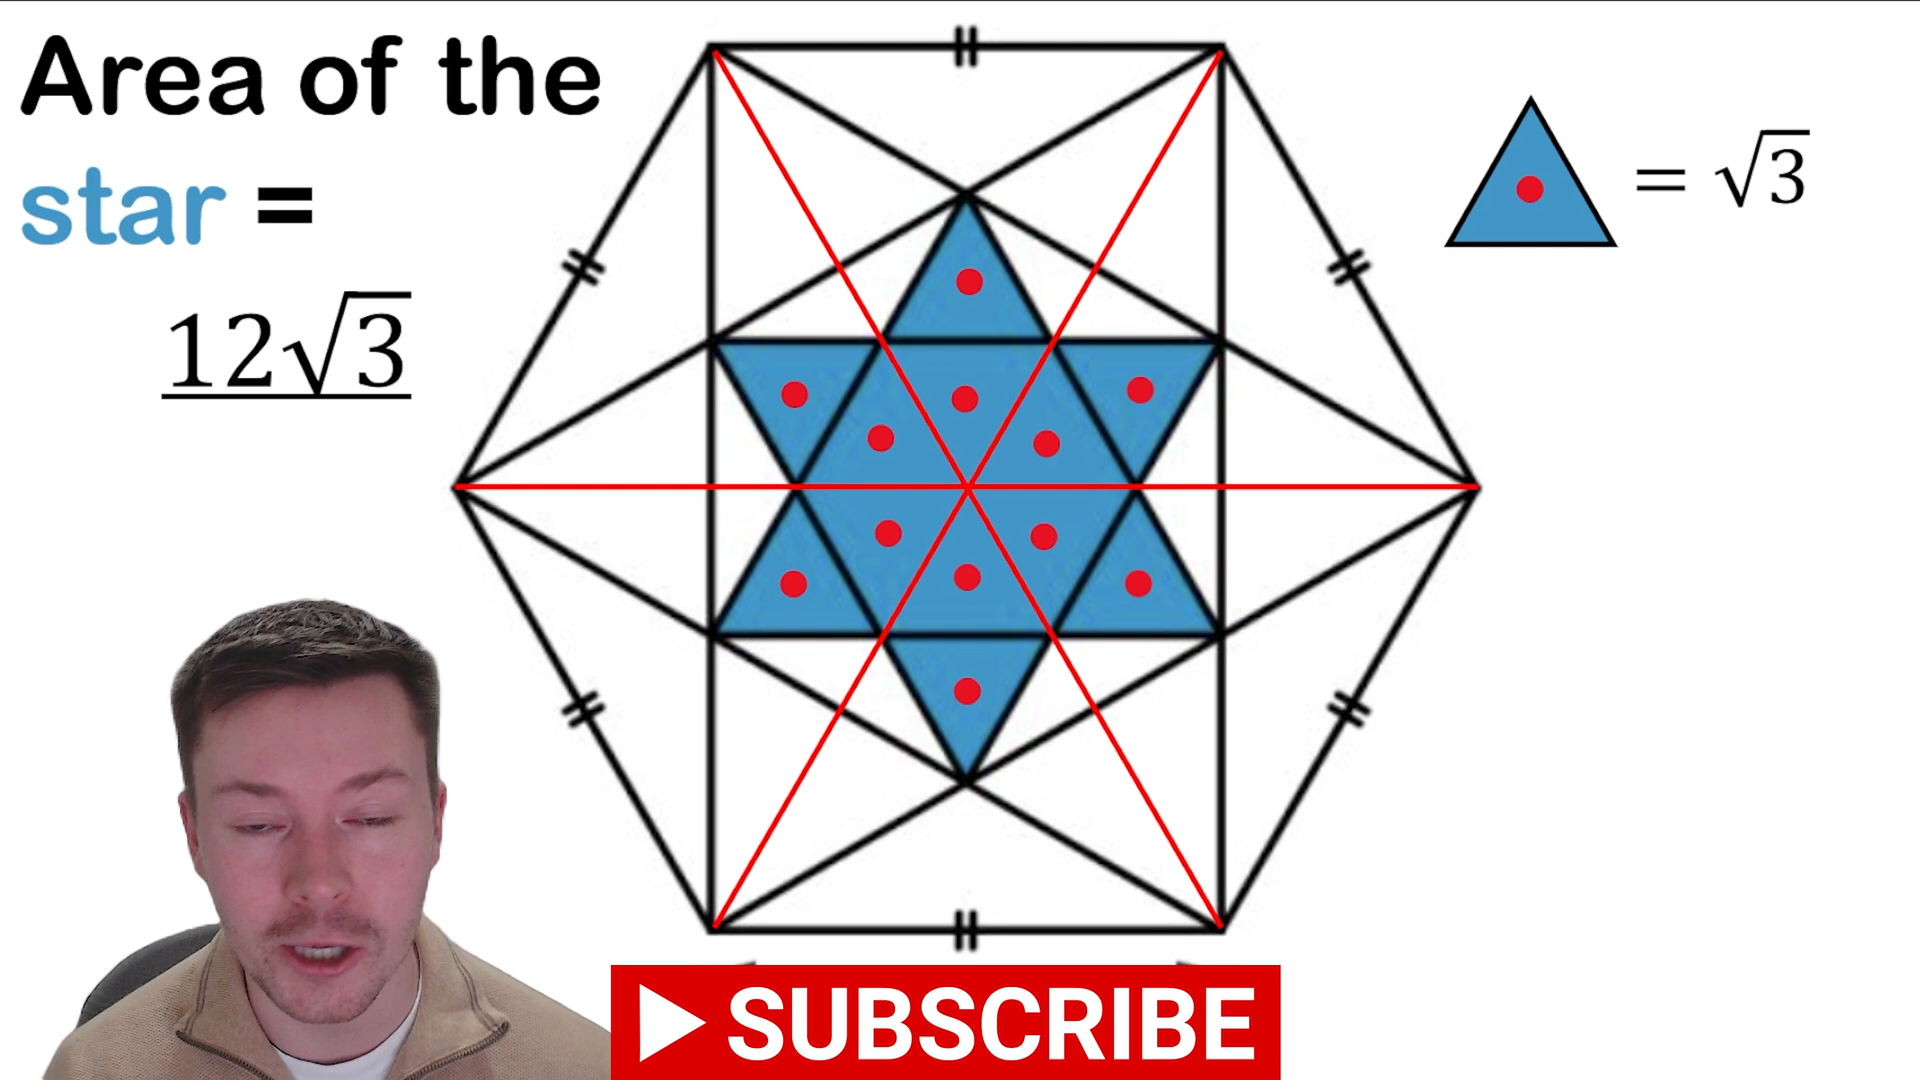 Area of the
star =
12√3
= √3
SUBSCRIBE